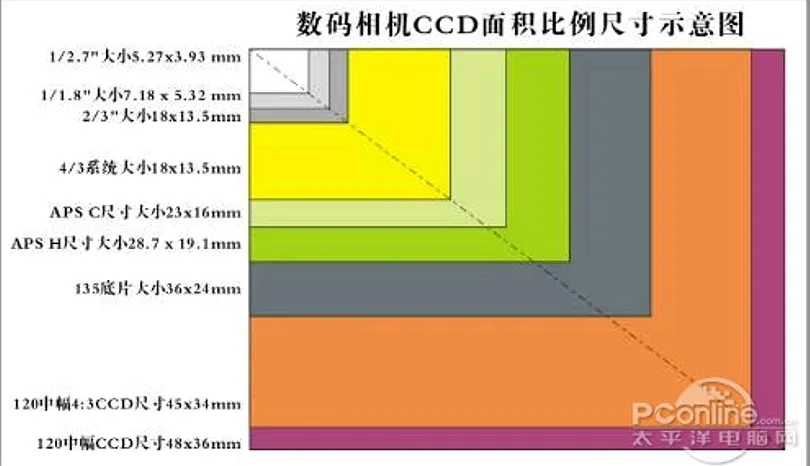 数码相机CCD面积比例尺寸示意图
1/2.7"大小5.27x3.93 mm
1/1.8"大小7.18 x 5.32 mm
2/3"大小18x13.5mm
4/3系统大小18x13.5mm
APS C尺寸大小23x16mm
APS H尺寸大小28.7 x 19.1mm
135底片大小36x24mm
120中幅4:3CCD尺寸45x34mm
120中幅CCD尺寸48x36mm
PConline
太平洋电脑网